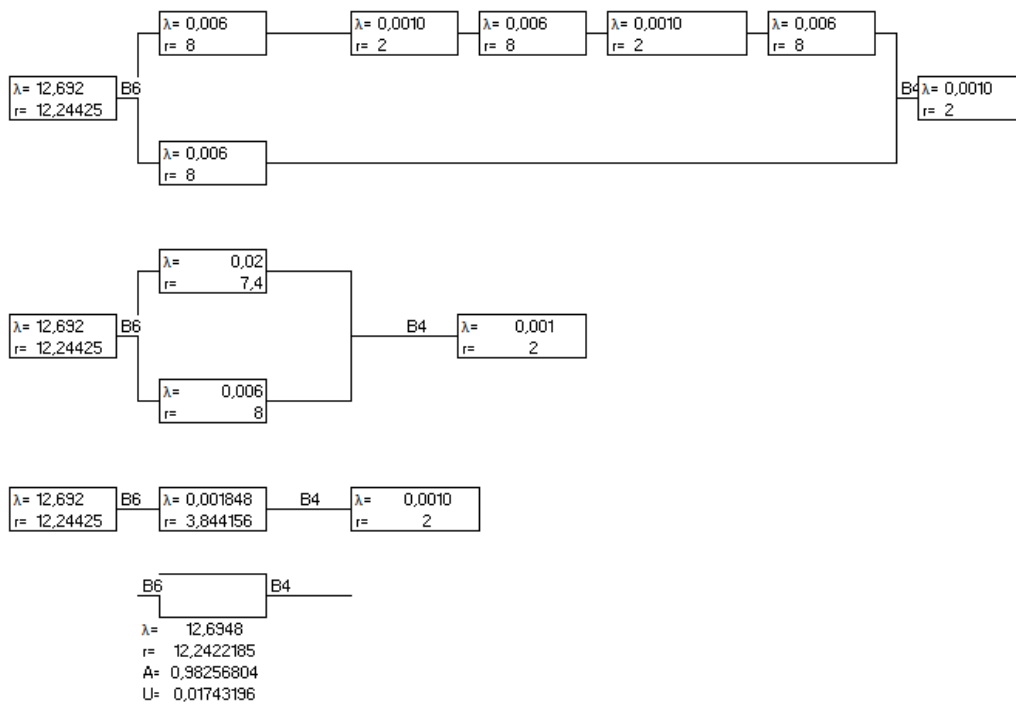 λ= 0,006
r= 8
λ= 0,0010
r= 2
λ= 0,006
r= 8
λ= 0,0010
r= 2
λ= 0,006
r= 8
λ= 12,692
r= 12,24425
B6
B4
λ= 0,0010
r= 2
λ= 0,006
r= 8
λ= 0,02
r= 7,4
λ= 12,692
r= 12,24425
B6
B4
λ= 0,001
r= 2
λ= 0,006
r= 8
λ= 12,692
r= 12,24425
B6
λ= 0,001848
r= 3,844156
B4
λ= 0,0010
r= 2
B6
B4
λ= 12,6948
r= 12,2422185
A= 0,98256804
U= 0,01743196